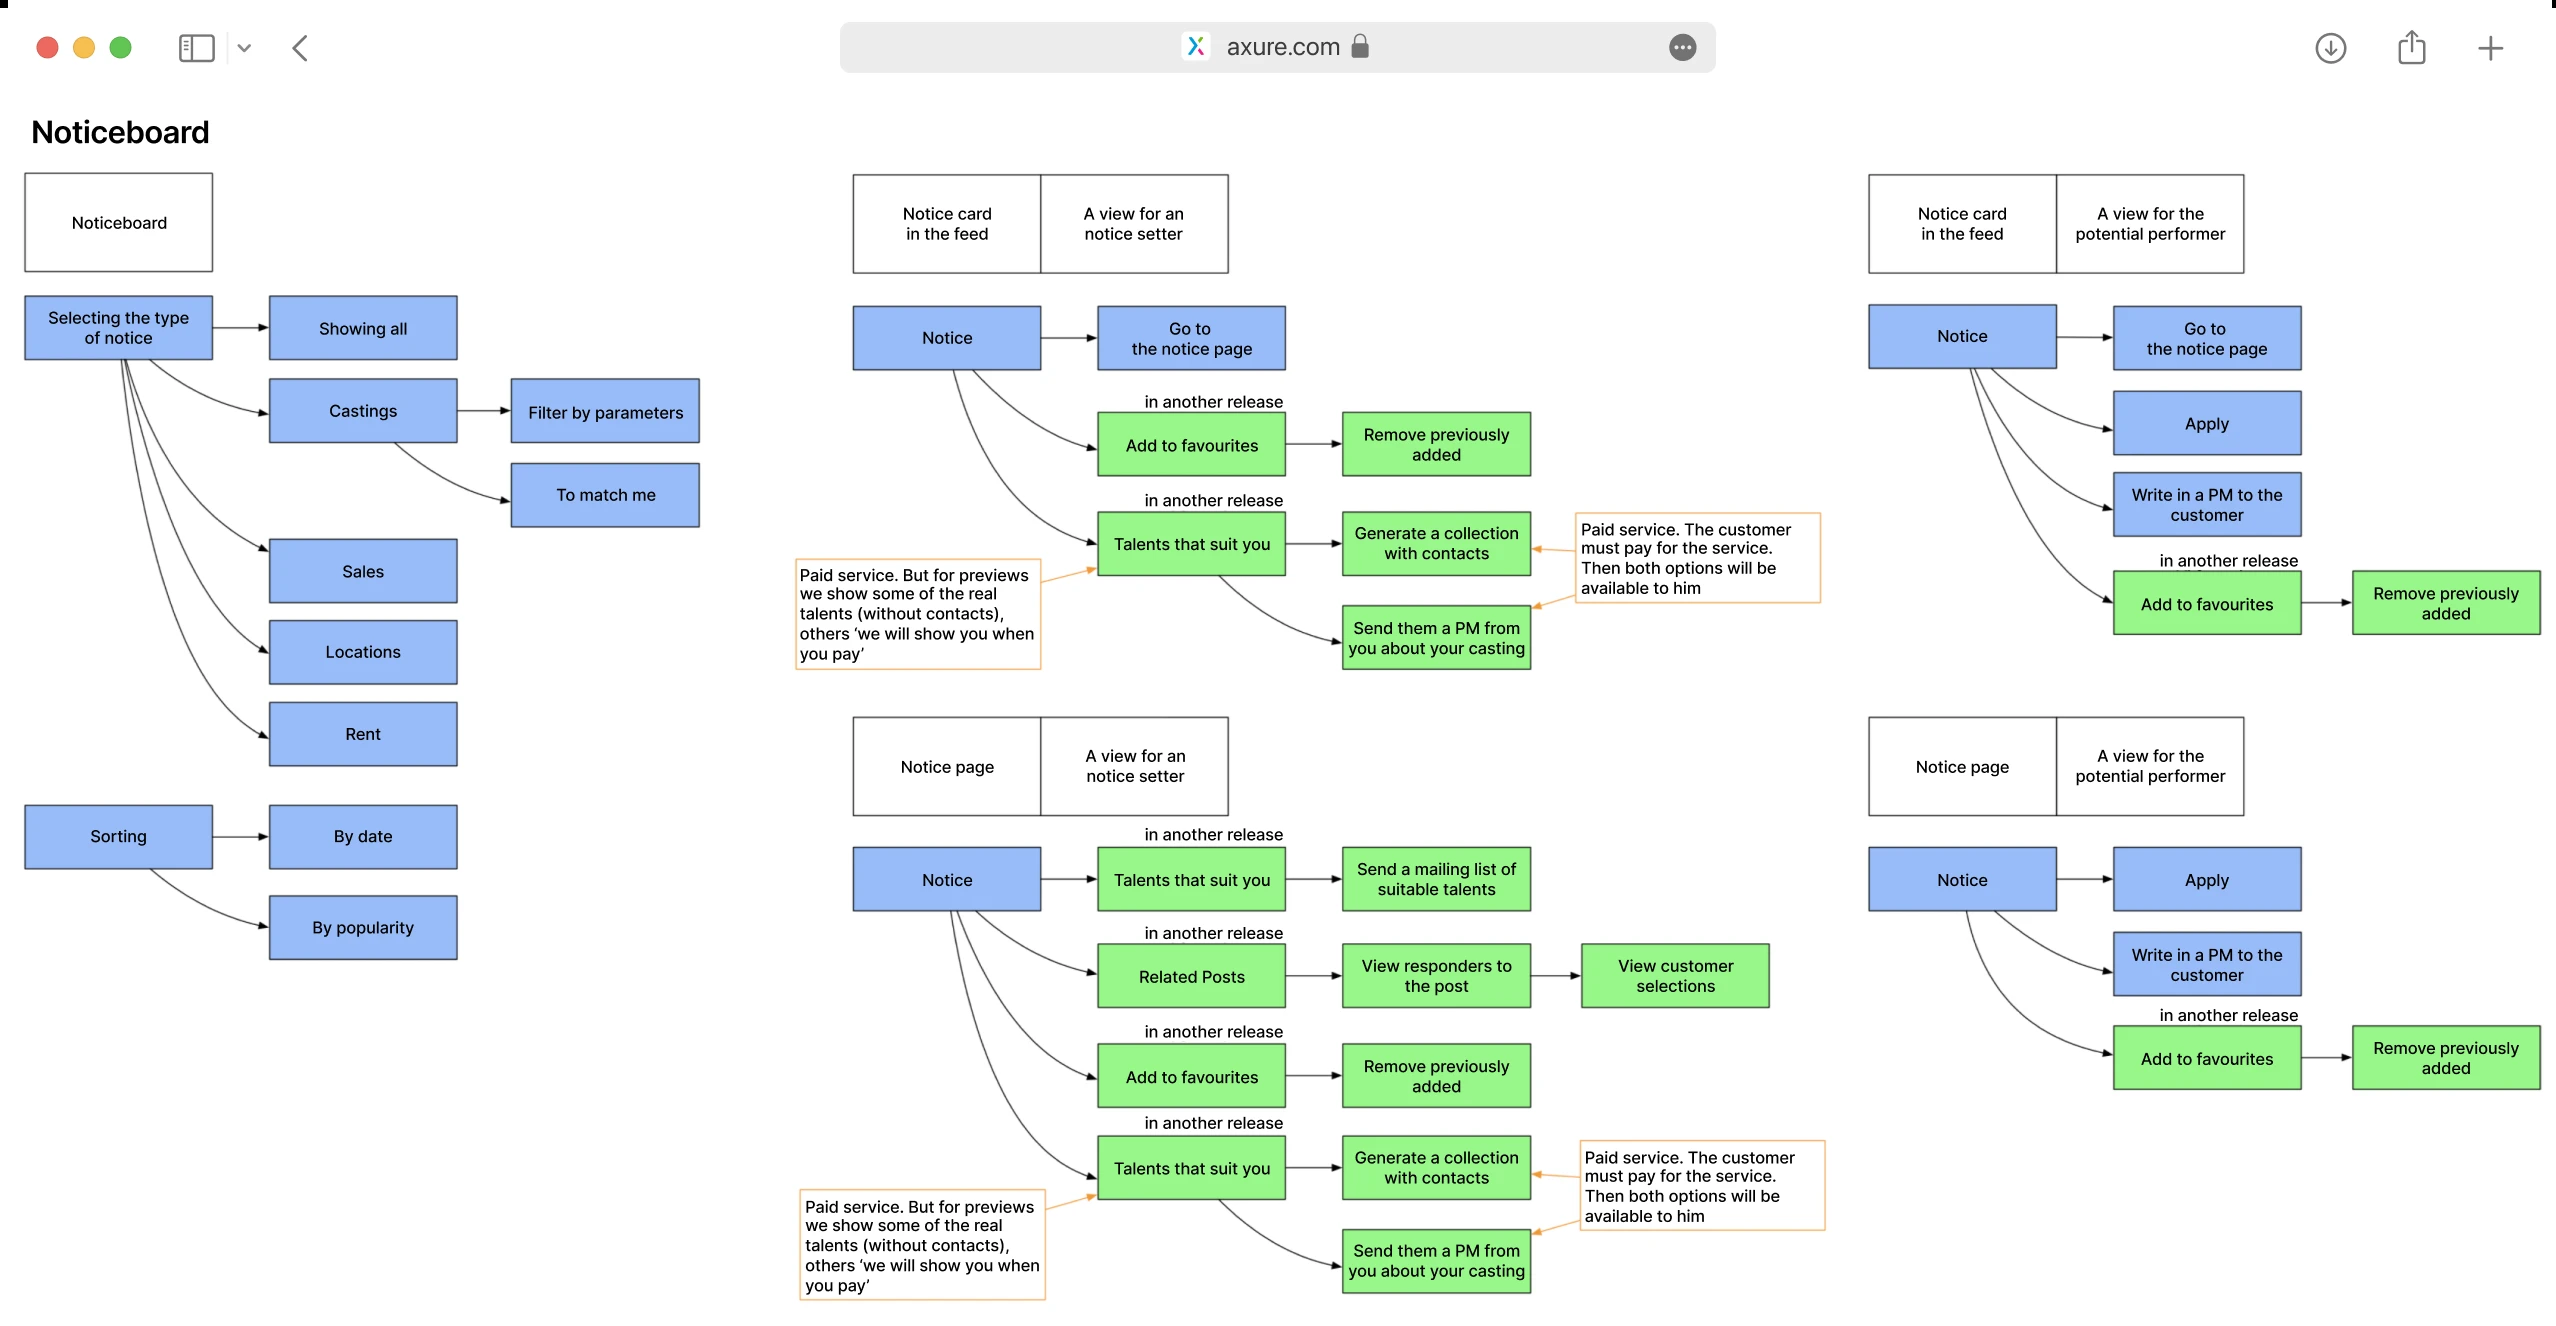 axure.com
Noticeboard
Noticeboard
Selecting the type
of notice
Showing all
Castings
Filter by parameters
To match me
Sales
Locations
Rent
Sorting
By date
By popularity
Notice card
in the feed
A view for an
notice setter
Notice
Go to
the notice page
in another release
Add to favourites
Remove previously
added
in another release
Talents that suit you
Generate a collection
with contacts
Send them a PM from
you about your casting
Paid service. But for previews
we show some of the real
talents (without contacts),
others ‘we will show you when
you pay’
Paid service. The customer
must pay for the service.
Then both options will be
available to him
Notice card
in the feed
A view for the
potential performer
Notice
Go to
the notice page
Apply
Write in a PM to the
customer
in another release
Add to favourites
Remove previously
added
Notice page
A view for an
notice setter
Notice
in another release
Talents that suit you
Send a mailing list of
suitable talents
in another release
Related Posts
View responders to
the post
View customer
selections
in another release
Add to favourites
Remove previously
added
in another release
Talents that suit you
Generate a collection
with contacts
Send them a PM from
you about your casting
Paid service. But for previews
we show some of the real
talents (without contacts),
others ‘we will show you when
you pay’
Paid service. The customer
must pay for the service.
Then both options will be
available to him
Notice page
A view for the
potential performer
Notice
Apply
Write in a PM to the
customer
in another release
Add to favourites
Remove previously
added